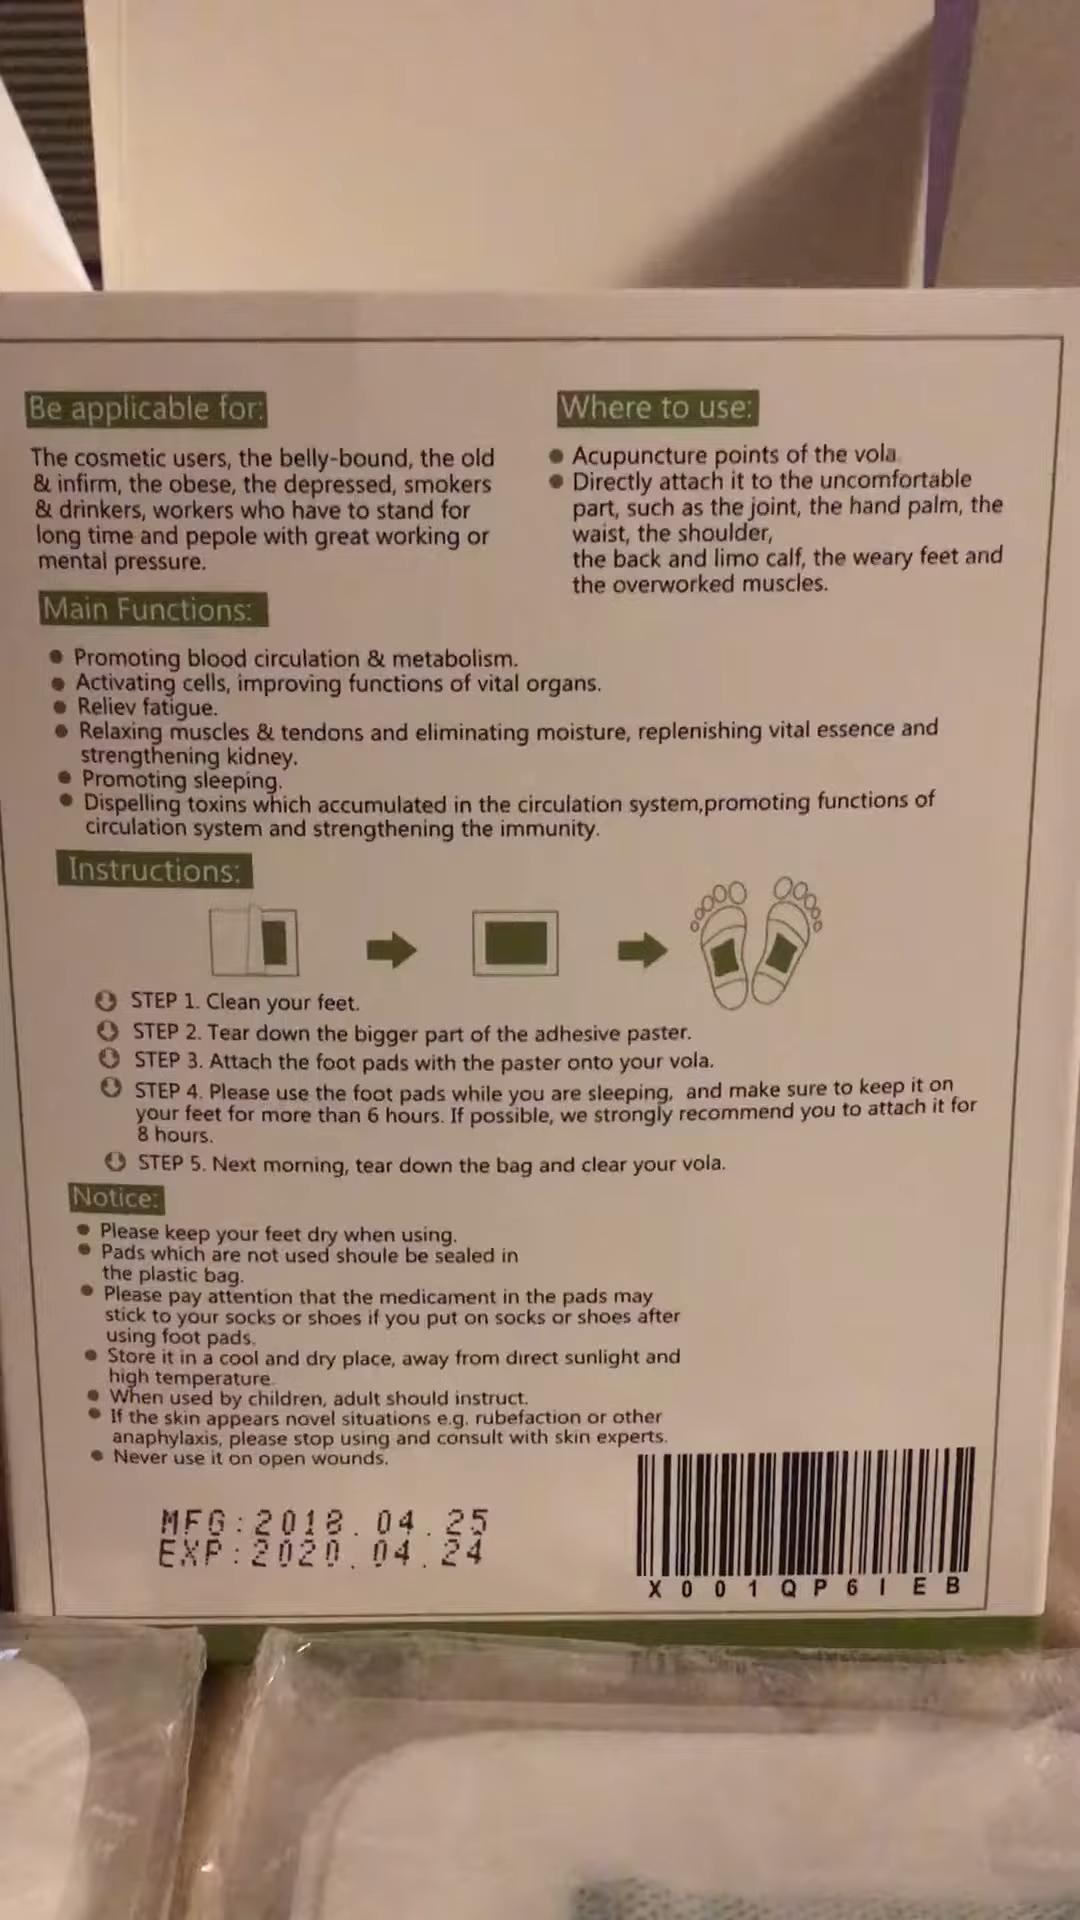 Be applicable for:
The cosmetic users, the belly-bound, the old
& infirm, the obese, the depressed, smokers
& drinkers, workers who have to stand for
long time and pepole with great working or
mental pressure.
Where to use:
Acupuncture points of the vola
Directly attach it to the uncomfortable
part, such as the joint, the hand palm, the
waist, the shoulder,
the back and limo calf, the weary feet and
the overworked muscles.
Main Functions:
Promoting blood circulation & metabolism.
Activating cells, improving functions of vital organs.
Reliev fatigue.
Relaxing muscles & tendons and eliminating moisture, replenishing vital essence and
strengthening kidney.
Promoting sleeping.
Dispelling toxins which accumulated in the circulation system,promoting functions of
circulation system and strengthening the immunity.
Instructions:
STEP 1. Clean your feet.
STEP 2. Tear down the bigger part of the adhesive paster.
STEP 3. Attach the foot pads with the paster onto your vola.
STEP 4. Please use the foot pads while you are sleeping, and make sure to keep it on
your feet for more than 6 hours. If possible, we strongly recommend you to attach it for
8 hours.
STEP 5. Next morning, tear down the bag and clear your vola.
Notice:
Please keep your feet dry when using.
Pads which are not used shoule be sealed in
the plastic bag.
Please pay attention that the medicament in the pads may
stick to your socks or shoes if you put on socks or shoes after
using foot pads.
Store it in a cool and dry place, away from direct sunlight and
high temperature.
When used by children, adult should instruct.
If the skin appears novel situations e.g. rubefaction or other
anaphylaxis, please stop using and consult with skin experts.
Never use it on open wounds.
MFG:2018.04.25
EXP:2020.04.24
X001QP6IEB